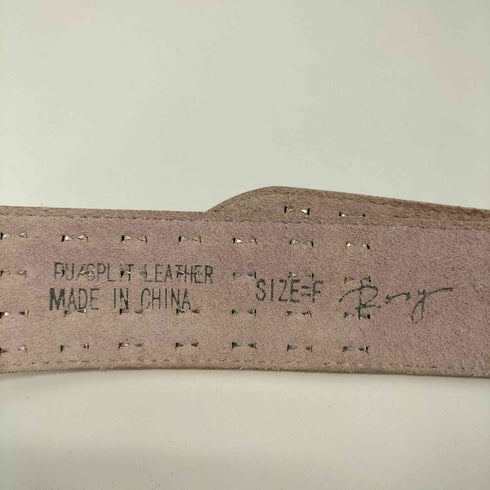 PU/SPLIT LEATHER
MADE IN CHINA
SIZE=F